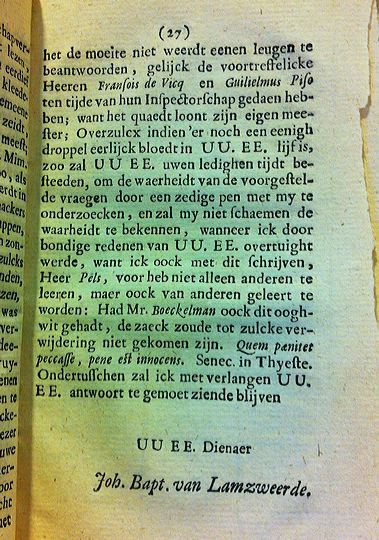 (27)
het de moeite niet weerdt eenen leugen te
beantwoorden, gelijck de voortreffelicke
Heeren Fransois de Vicq en Guilielmus Piso
ten tijde van hun Inspectorschap gedaen heb-
ben; want het quaedt loont zijn eigen mee-
ster; Overzulcx indien 'er noch een eenigh
droppel eerlijck bloedt in UU. EE. lijf is,
zoo zal UU EE. uwen ledighen tijdt be-
steeden, om de waerheidt van de voorgestel-
de vraegen door een zedige pen met my te
onderzoecken, en zal my niet schaemen de
waarheidt te bekennen, wanneer ick door
bondige redenen van UU EE. overtuight
werde, want ick oock met dit schrijven,
Heer Pels, voor heb niet alleen anderen te
leeren, maer oock van anderen geleert te
worden: Had Mr. Boeckelman oock dit oogh-
wit gehadt, de zaeck zoude tot zulcke ver-
wijdering niet gekomen zijn. Quem pœnitet
peccasse, pene est innocens. Senec. in Thyeste.
Ondertusschen zal ick met verlangen UU.
EE. antwoort te gemoet ziende blijven
UU EE. Dienaer
Joh. Bapt. van Lamzweerde.